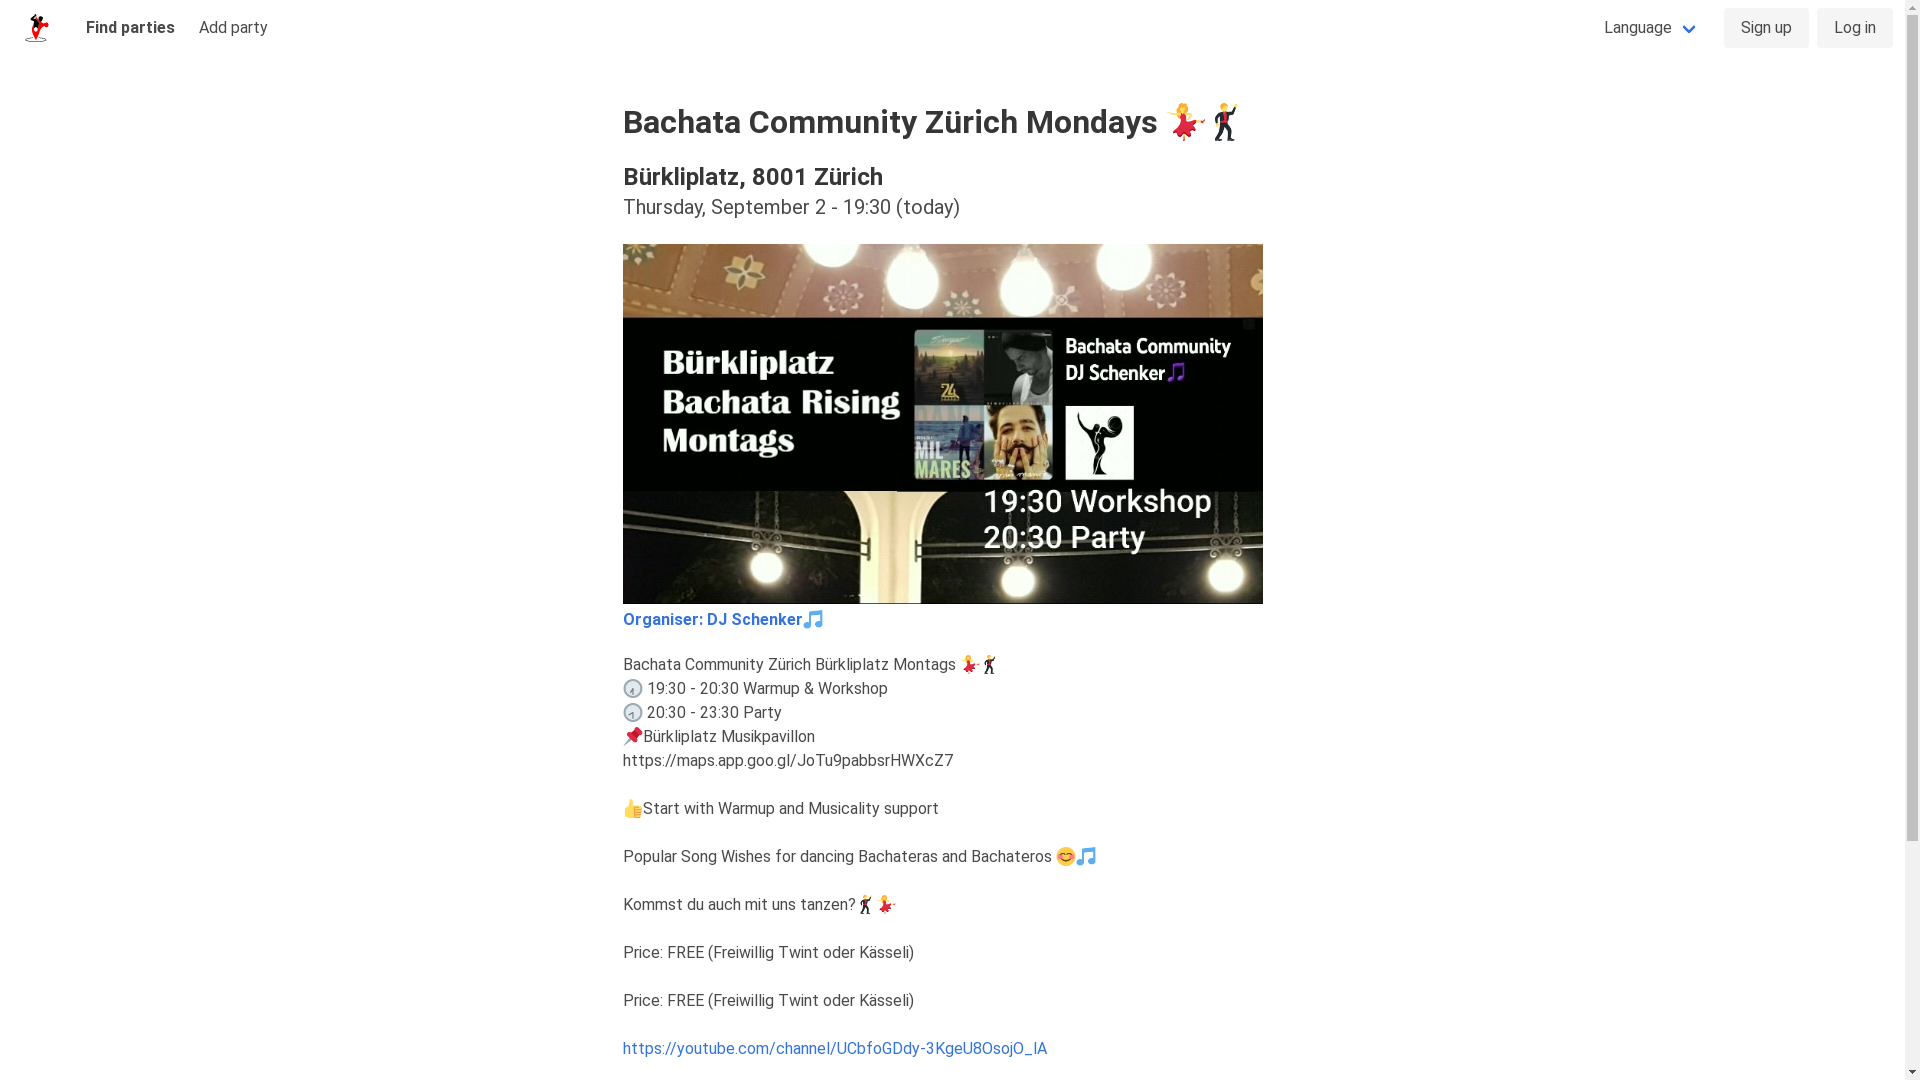 Find parties
Add party
Language
Sign up
Log in
Bachata Community Zürich Mondays 💃🕺
Bürkliplatz, 8001 Zürich
Thursday, September 2 - 19:30 (today)
Bürkliplatz
Bachata Rising
Montags
24
MIL
MARES
Bachata Community
DJ Schenker🎵
19:30 Workshop
20:30 Party
Organiser: DJ Schenker🎵
Bachata Community Zürich Bürkliplatz Montags 💃🕺
🕢 19:30 - 20:30 Warmup & Workshop
🕣 20:30 - 23:30 Party
📌Bürkliplatz Musikpavillon
https://maps.app.goo.gl/JoTu9pabbsrHWXcZ7
👍Start with Warmup and Musicality support
Popular Song Wishes for dancing Bachateras and Bachateros 😊🎵
Kommst du auch mit uns tanzen?🕺💃
Price: FREE (Freiwillig Twint oder Kässeli)
Price: FREE (Freiwillig Twint oder Kässeli)
https://youtube.com/channel/UCbfoGDdy-3KgeU8OsojO_lA